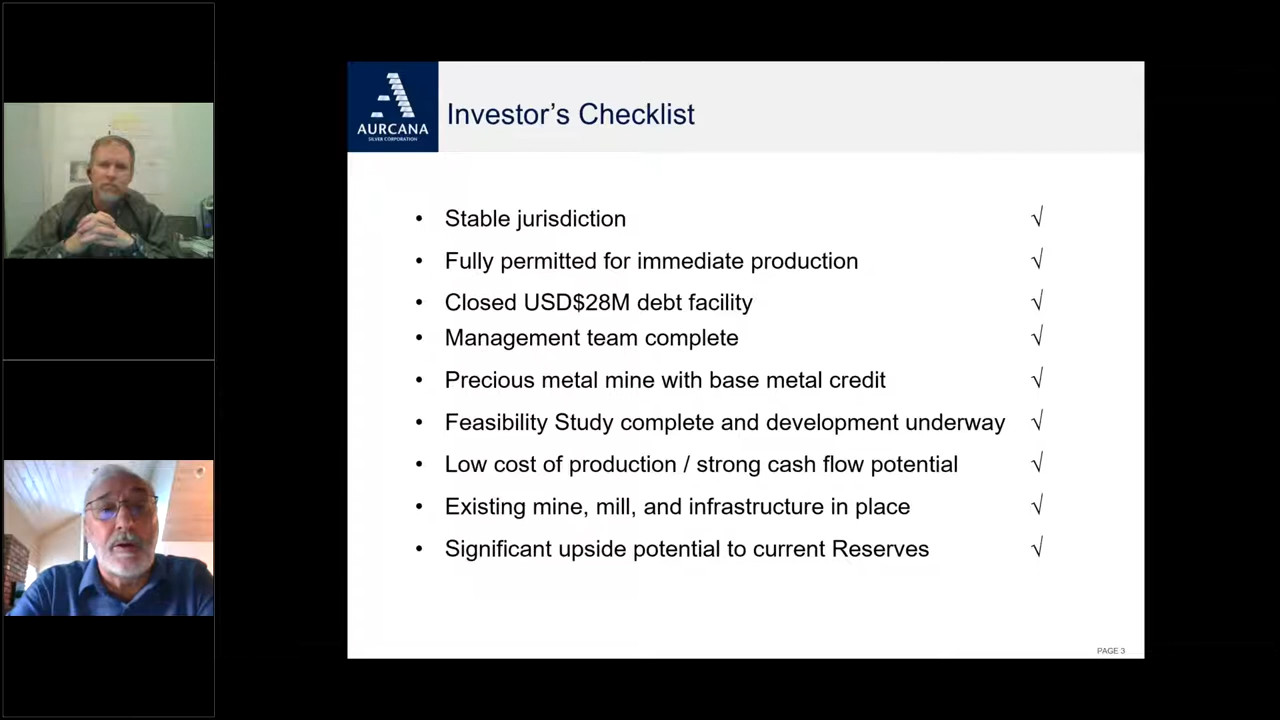 AURCANA
SILVER CORPORATION
Investor's Checklist
• Stable jurisdiction √
• Fully permitted for immediate production √
• Closed USD$28M debt facility √
• Management team complete √
• Precious metal mine with base metal credit √
• Feasibility Study complete and development underway √
• Low cost of production / strong cash flow potential √
• Existing mine, mill, and infrastructure in place √
• Significant upside potential to current Reserves √
PAGE 3